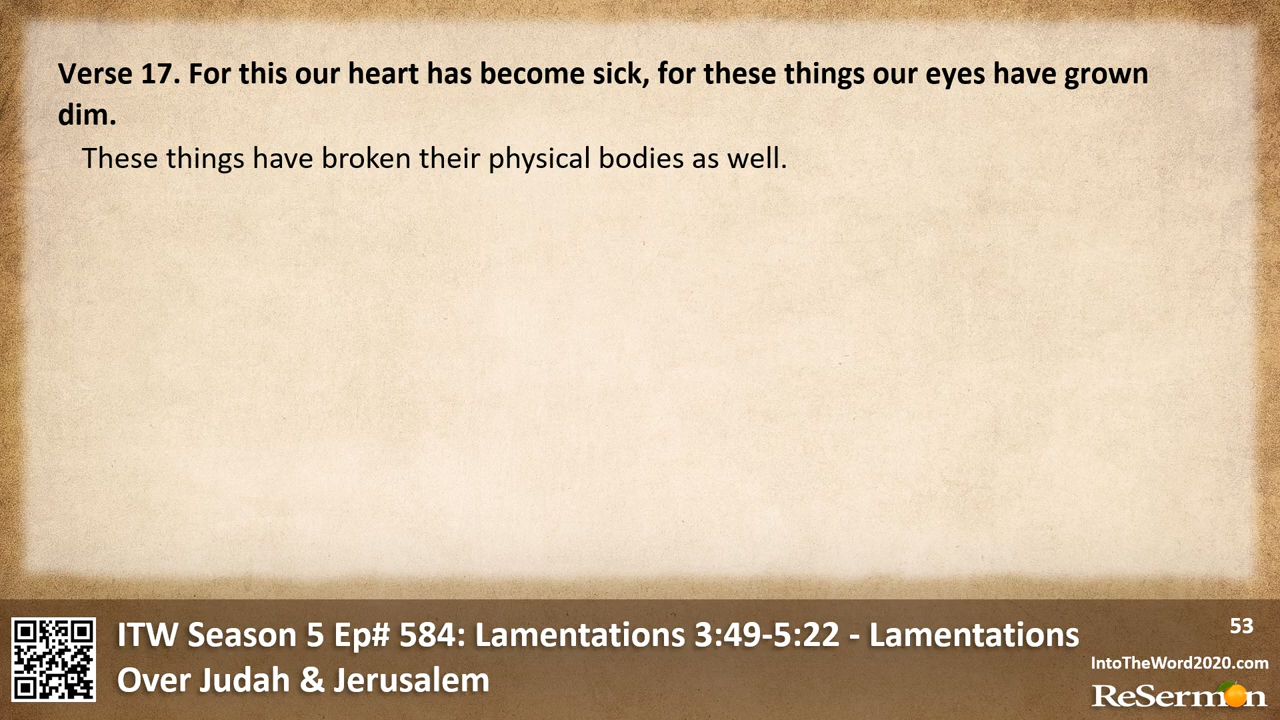 Verse 17. For this our heart has become sick, for these things our eyes have grown
dim.
These things have broken their physical bodies as well.
ITW Season 5 Ep# 584: Lamentations 3:49-5:22 - Lamentations
Over Judah & Jerusalem
53
IntoTheWord2020.com
ReSermon